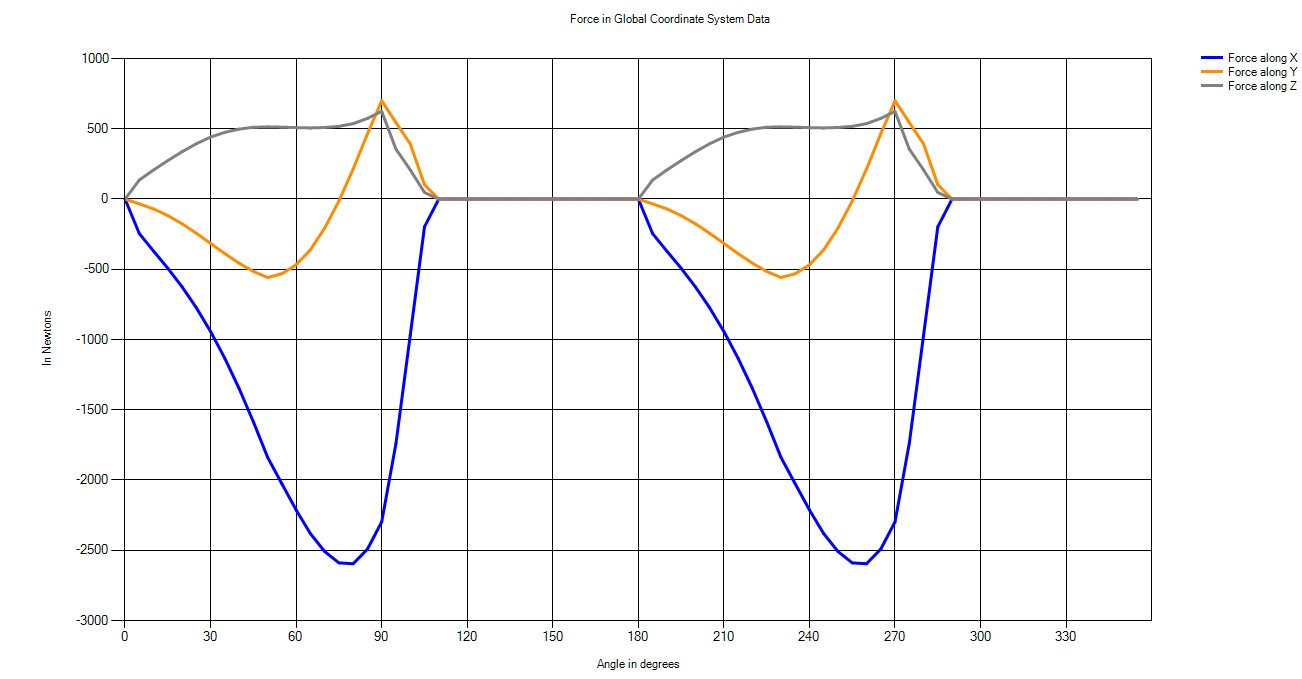 Force in Global Coordinate System Data
Force along X
Force along Y
Force along Z
1000
500
0
-500
-1000
-1500
-2000
-2500
-3000
In Newtons
0 30 60 90 120 150 180 210 240 270 300 330
Angle in degrees